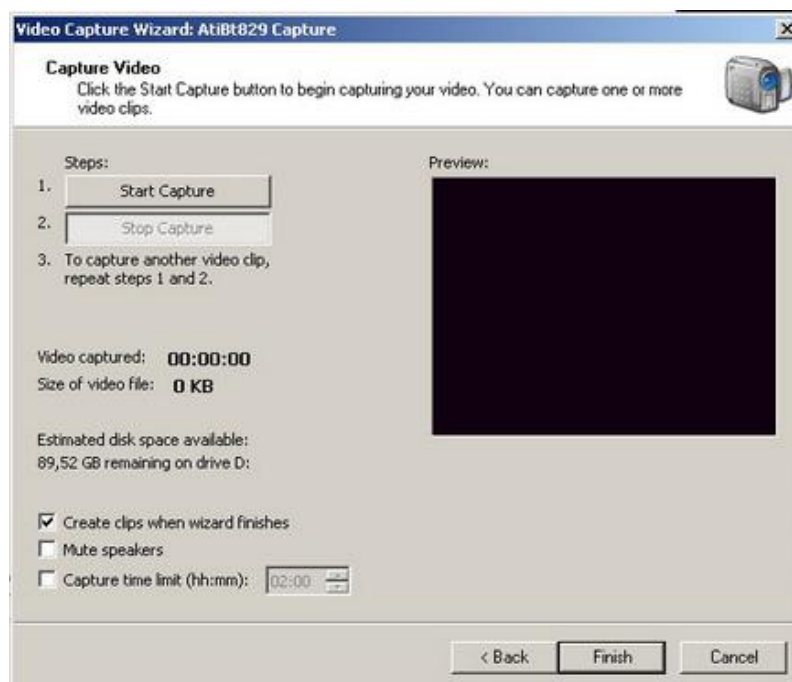 Video Capture Wizard: AtiBt829 Capture
Capture Video
Click the Start Capture button to begin capturing your video. You can capture one or more
video clips.
Steps:
Preview:
1. Start Capture
2. Stop Capture
3. To capture another video clip,
repeat steps 1 and 2.
Video captured: 00:00:00
Size of video file: 0 KB
Estimated disk space available:
89,52 GB remaining on drive D:
Create clips when wizard finishes
Mute speakers
Capture time limit (hh:mm): 02:00
< Back Finish Cancel